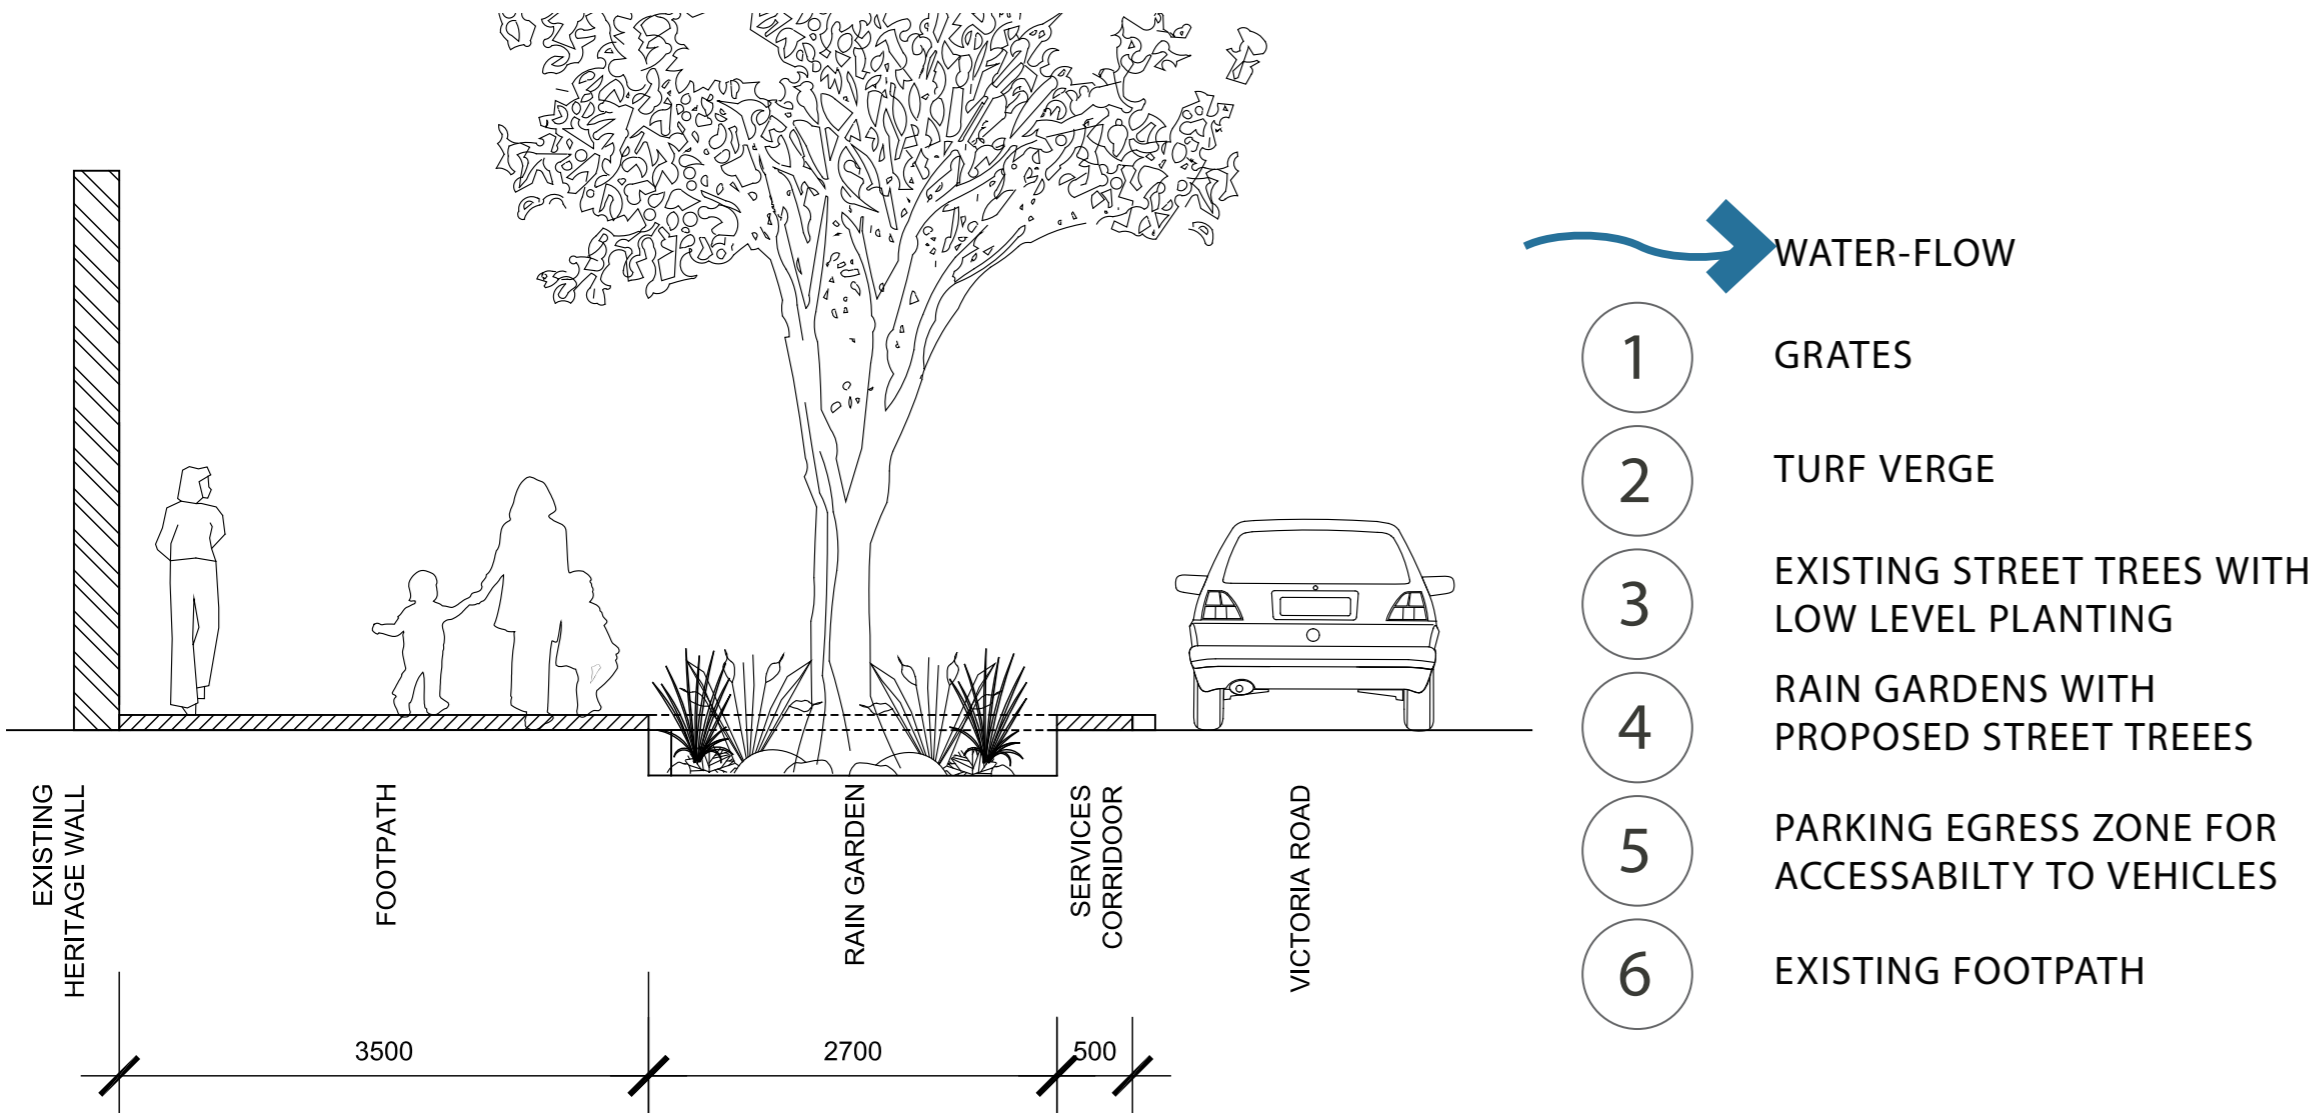 EXISTING
HERITAGE WALL
FOOTPATH
RAIN GARDEN
SERVICES
CORRIDOOR
VICTORIA ROAD
3500
2700
500
WATER-FLOW
1
GRATES
2
TURF VERGE
3
EXISTING STREET TREES WITH
LOW LEVEL PLANTING
4
RAIN GARDENS WITH
PROPOSED STREET TREEES
5
PARKING EGRESS ZONE FOR
ACCESSABILTY TO VEHICLES
6
EXISTING FOOTPATH